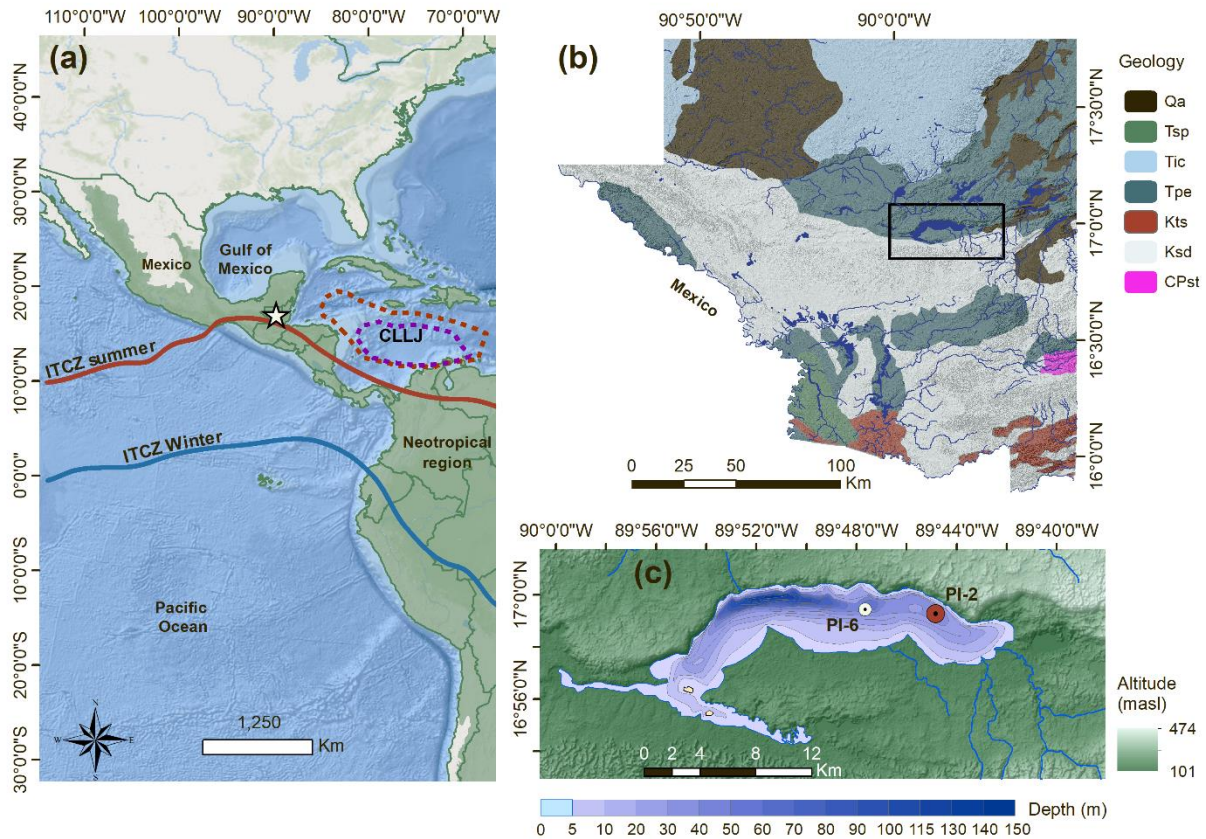 110°0'0"W 100°0'0"W 90°0'0"W 80°0'0"W 70°0'0"W
(a)
40°0'0"N
30°0'0"N
20°0'0"N
10°0'0"N
0°0'0"
10°0'0"S
20°0'0"S
30°0'0"S
Gulf of
Mexico
Mexico
CLLJ
ITCZ summer
ITCZ Winter
Neotropical
region
Pacific
Ocean
N
W E
S
1,250
Km
90°50'0"W 90°0'0"W
(b)
17°30'0"N
17°0'0"N
16°30'0"N
16°0'0"N
Mexico
0 25 50 100
Km
Geology
Qa
Tsp
Tic
Tpe
Kts
Ksd
CPst
90°0'0"W 89°56'0"W 89°52'0"W 89°48'0"W 89°44'0"W 89°40'0"W
(c)
17°0'0"N
16°56'0"N
PI-2
PI-6
0 2 4 8 12
Km
Altitude
(masl)
474
101
Depth (m)
0 5 10 20 30 60 70 80 90 100 110 130 140 150